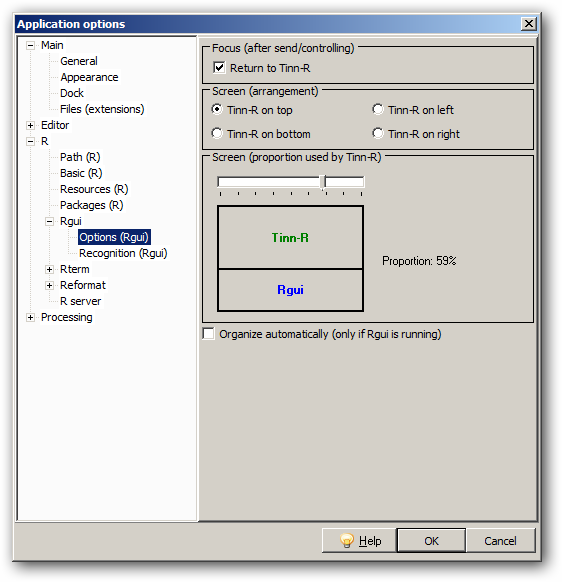 Application options
Main
General
Appearance
Dock
Files (extensions)
Editor
R
Path (R)
Basic (R)
Resources (R)
Packages (R)
Rgui
Options (Rgui)
Recognition (Rgui)
Rterm
Reformat
R server
Processing
Focus (after send/controlling)
Return to Tinn-R
Screen (arrangement)
Tinn-R on top
Tinn-R on left
Tinn-R on bottom
Tinn-R on right
Screen (proportion used by Tinn-R)
Tinn-R
Proportion: 59%
Rgui
Organize automatically (only if Rgui is running)
Help
OK
Cancel